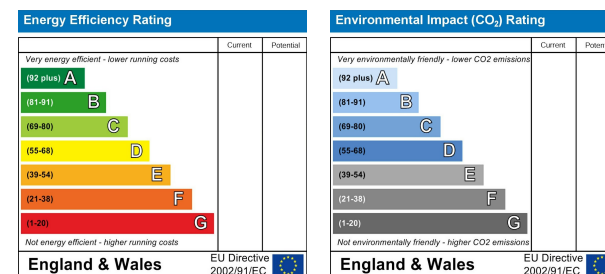 Energy Efficiency Rating
Current Potential
Very energy efficient - lower running costs
(92 plus) A
(81-91) B
(69-80) C
(55-68) D
(39-54) E
(21-38) F
(1-20) G
Not energy efficient - higher running costs
England & Wales
EU Directive
2002/91/EC
Environmental Impact (CO2) Rating
Current Poten
Very environmentally friendly - lower CO2 emissions
(92 plus) A
(81-91) B
(69-80) C
(55-68) D
(39-54) E
(21-38) F
(1-20) G
Not environmentally friendly - higher CO2 emissions
England & Wales
EU Directive
2002/91/EC